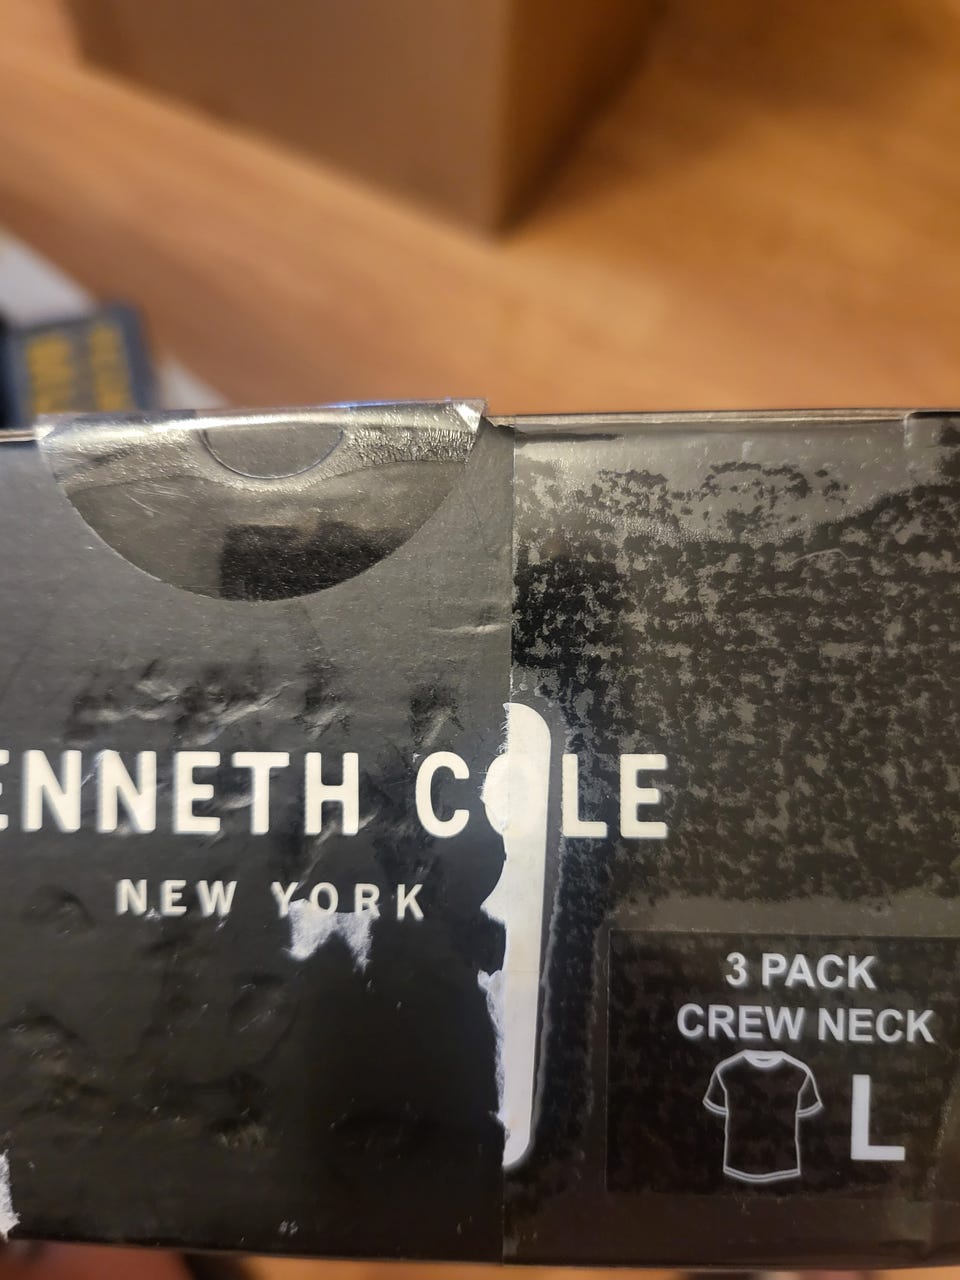 ENNETH COLE
NEW YORK
3 PACK
CREW NECK
L